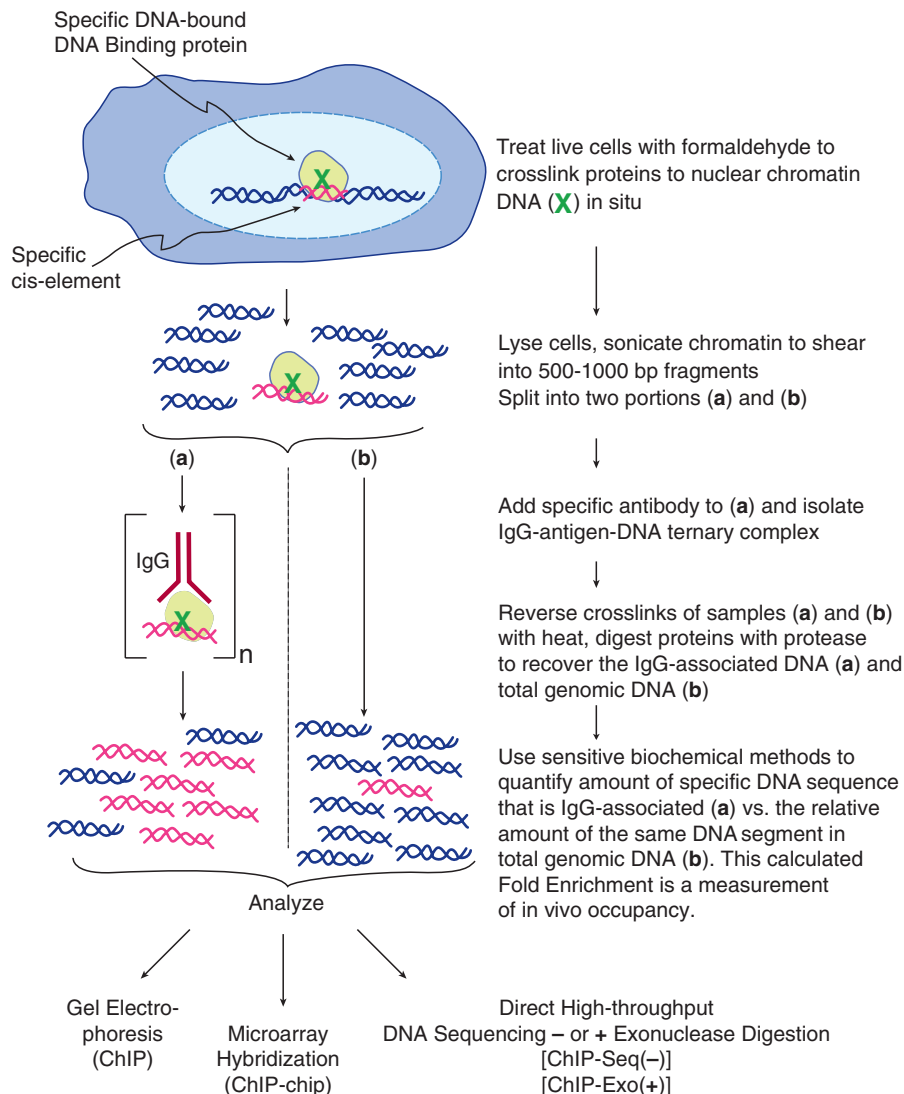 Specific DNA-bound
DNA Binding protein
X
Treat live cells with formaldehyde to
crosslink proteins to nuclear chromatin
DNA (X) in situ
Specific
cis-element
X
Lyse cells, sonicate chromatin to shear
into 500-1000 bp fragments
Split into two portions (a) and (b)
(a)
(b)
Add specific antibody to (a) and isolate
IgG-antigen-DNA ternary complex
IgG
X
n
Reverse crosslinks of samples (a) and (b)
with heat, digest proteins with protease
to recover the IgG-associated DNA (a) and
total genomic DNA (b)
Use sensitive biochemical methods to
quantify amount of specific DNA sequence
that is IgG-associated (a) vs. the relative
amount of the same DNA segment in
total genomic DNA (b). This calculated
Fold Enrichment is a measurement
of in vivo occupancy.
Analyze
Gel Electro-
phoresis
(ChIP)
Microarray
Hybridization
(ChIP-chip)
Direct High-throughput
DNA Sequencing – or + Exonuclease Digestion
[ChIP-Seq(–)]
[ChIP-Exo(+)]